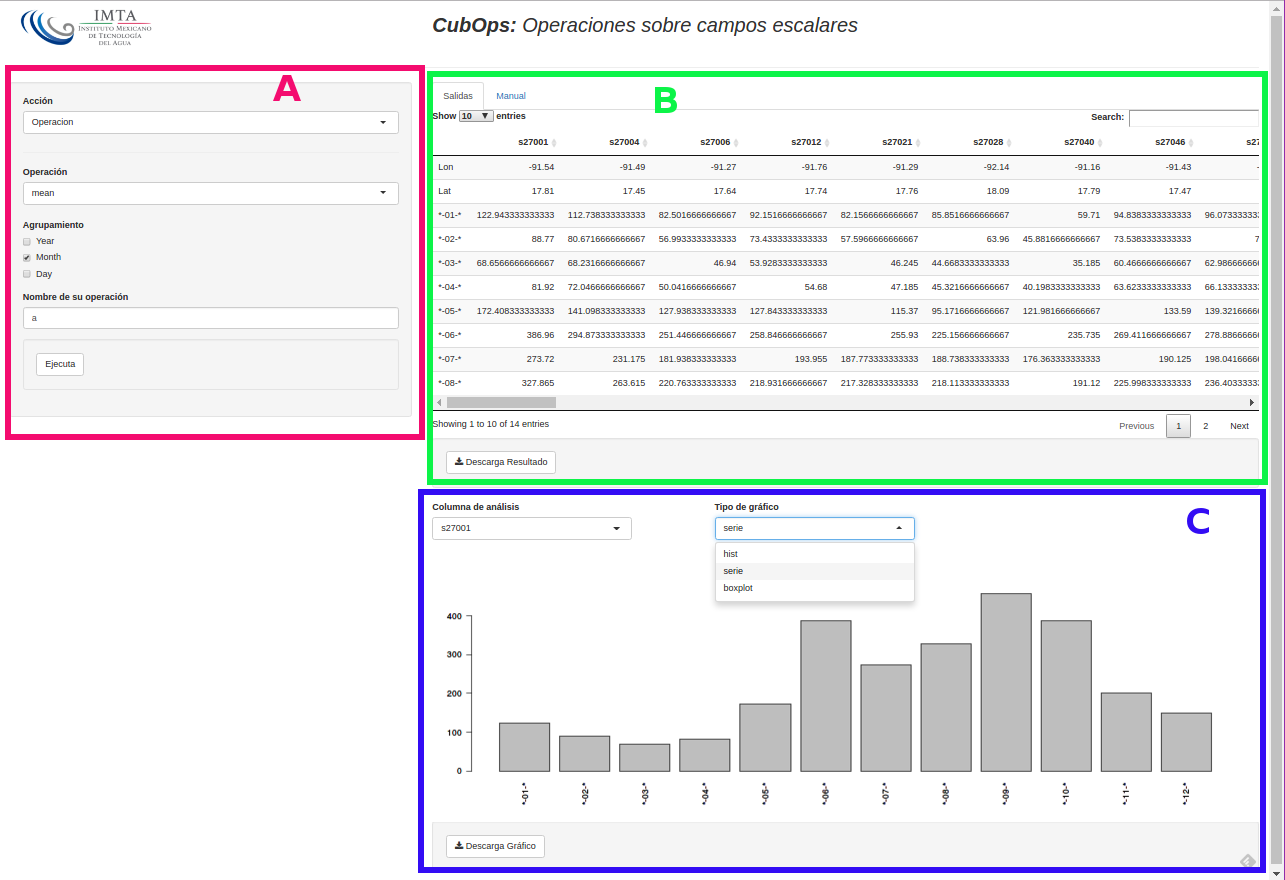 IMTA
INSTITUTO MEXICANO
DE TECNOLOGÍA
DEL AGUA
CubOps: Operaciones sobre campos escalares
A
Acción
Operacion
Operación
mean
Agrupamiento
Year
Month
Day
Nombre de su operación
a
Ejecuta
B
Salidas Manual
Show 10 entries Search:
s27001 s27004 s27006 s27012 s27021 s27028 s27040 s27046 s27
Lon -91.54 -91.49 -91.27 -91.76 -91.29 -92.14 -91.16 -91.43 -
Lat 17.81 17.45 17.64 17.74 17.76 18.09 17.79 17.47
*-01-* 122.943333333333 112.738333333333 82.5016666666667 92.1516666666667 82.1566666666667 85.8516666666667 59.71 94.8383333333333 96.073333333
*-02-* 88.77 80.6716666666667 56.9933333333333 73.4333333333333 57.5966666666667 63.96 45.8816666666667 73.5383333333333 7
*-03-* 68.6566666666667 68.2316666666667 46.94 53.9283333333333 46.245 44.6683333333333 35.185 60.4666666666667 62.986666666
*-04-* 81.92 72.0466666666667 50.0416666666667 54.68 47.185 45.3216666666667 40.1983333333333 63.6233333333333 66.133333333
*-05-* 172.408333333333 141.098333333333 127.938333333333 127.843333333333 115.37 95.1716666666667 121.981666666667 133.59 139.3216666
*-06-* 386.96 294.873333333333 251.446666666667 258.846666666667 255.93 225.156666666667 235.735 269.411666666667 278.8866666
*-07-* 273.72 231.175 181.938333333333 193.955 187.773333333333 188.738333333333 176.363333333333 190.125 198.0416666
*-08-* 327.865 263.615 220.763333333333 218.931666666667 217.328333333333 218.113333333333 191.12 225.998333333333 236.4033333
Showing 1 to 10 of 14 entries Previous 1 2 Next
Descarga Resultado
C
Columna de análisis Tipo de gráfico
s27001 serie
hist
serie
boxplot
400
300
200
100
0
*-01-* *-02-* *-03-* *-04-* *-05-* *-06-* *-07-* *-08-* *-09-* *-10-* *-11-* *-12-*
Descarga Gráfico